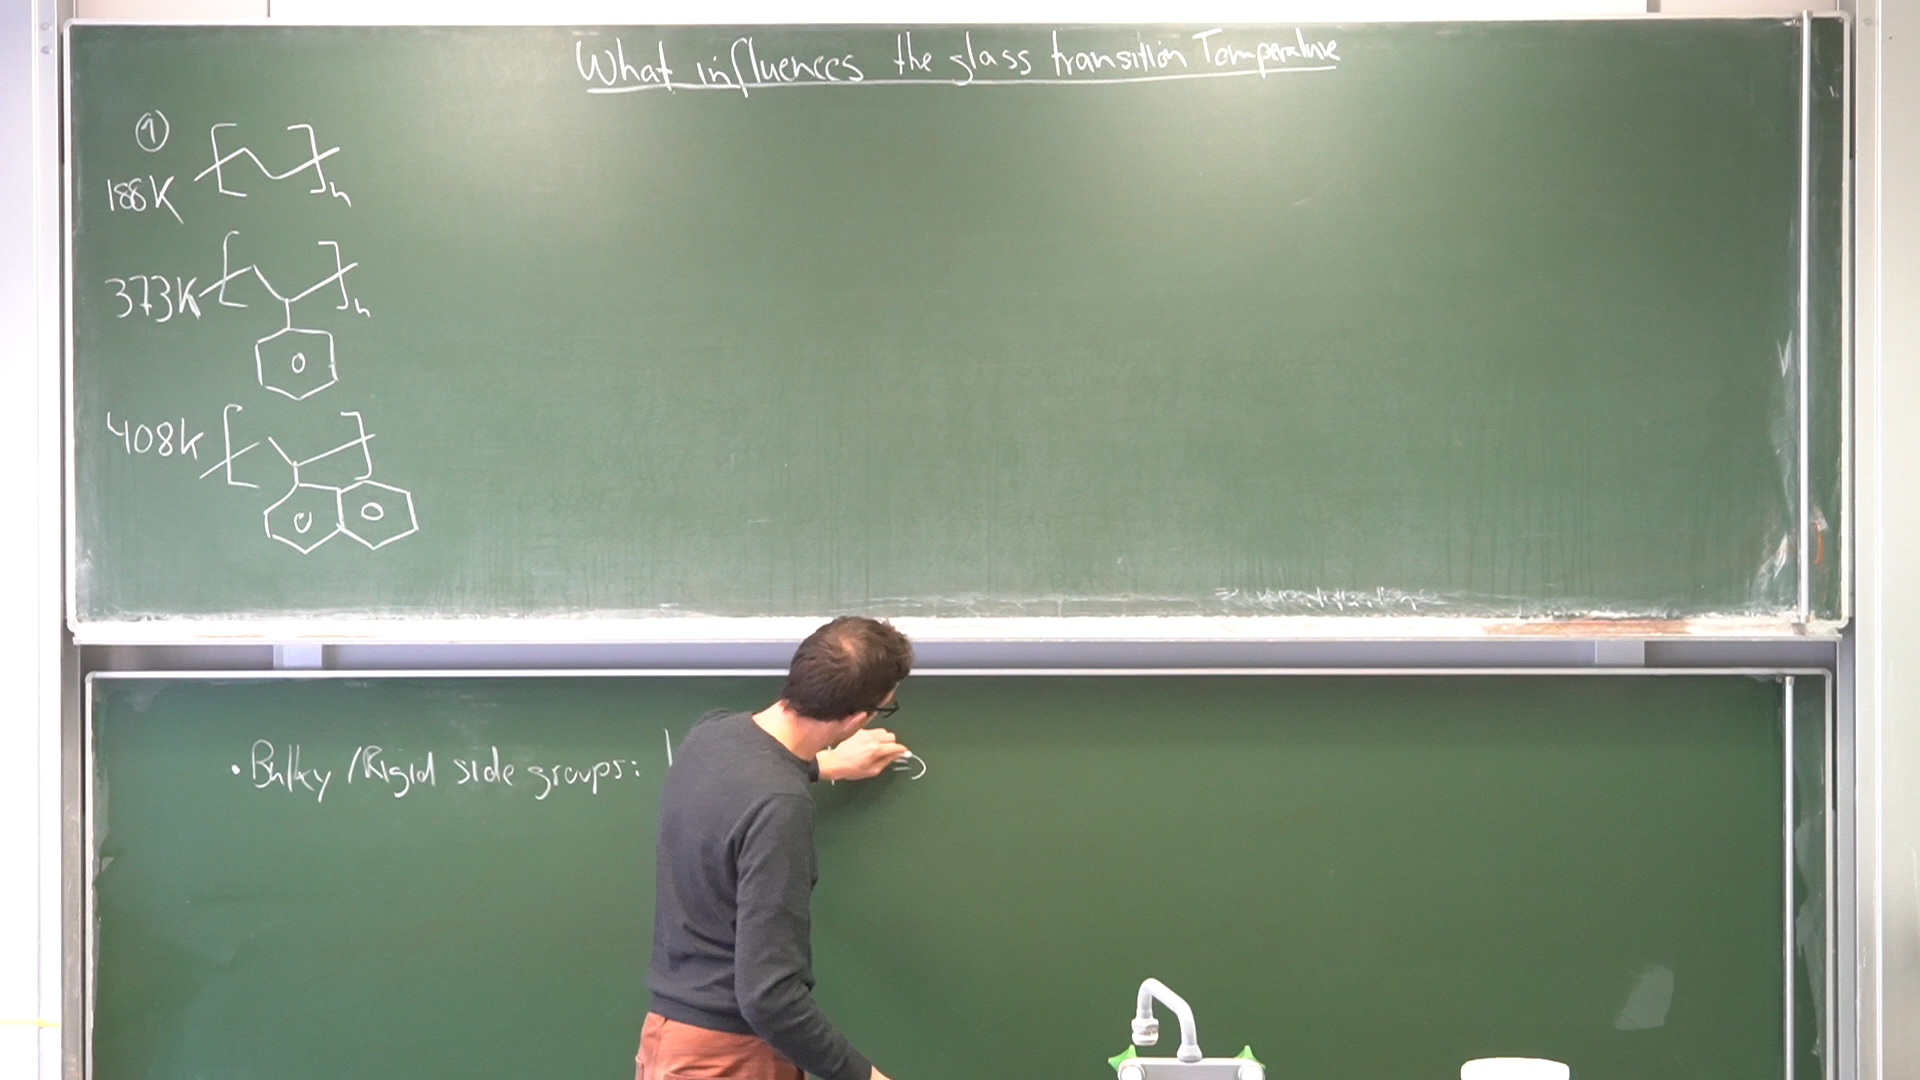 What influences the glass transition Temperature
①
188K
n
373K
n
408K
• Bulky / Rigid side groups: